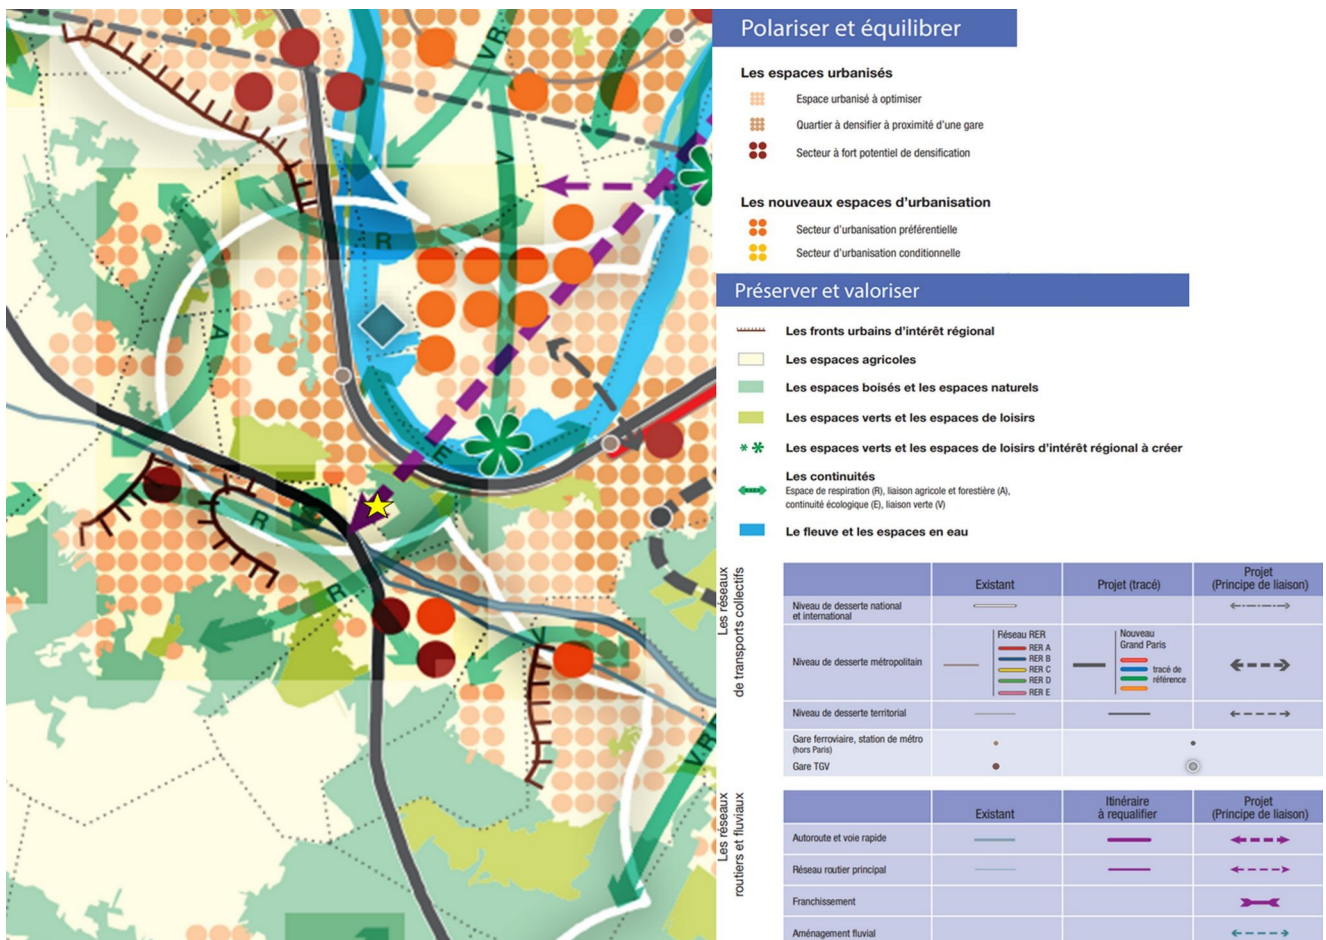 VR
V
R
A
E
R
R
V
VR
Polariser et équilibrer
Les espaces urbanisés
Espace urbanisé à optimiser
Quartier à densifier à proximité d'une gare
Secteur à fort potentiel de densification
Les nouveaux espaces d'urbanisation
Secteur d'urbanisation préférentielle
Secteur d'urbanisation conditionnelle
Préserver et valoriser
Les fronts urbains d'intérêt régional
Les espaces agricoles
Les espaces boisés et les espaces naturels
Les espaces verts et les espaces de loisirs
Les espaces verts et les espaces de loisirs d'intérêt régional à créer
Les continuités
Espace de respiration (R), liaison agricole et forestière (A),
continuité écologique (E), liaison verte (V)
Le fleuve et les espaces en eau
Les réseaux
de transports collectifs
Existant
Projet (tracé)
Projet
(Principe de liaison)
Niveau de desserte national
et international
Niveau de desserte métropolitain
Réseau RER
RER A
RER B
RER C
RER D
RER E
Nouveau
Grand Paris
tracé de
référence
Niveau de desserte territorial
Gare ferroviaire, station de métro
(hors Paris)
Gare TGV
Les réseaux
routiers et fluviaux
Existant
Itinéraire
à requalifier
Projet
(Principe de liaison)
Autoroute et voie rapide
Réseau routier principal
Franchissement
Aménagement fluvial